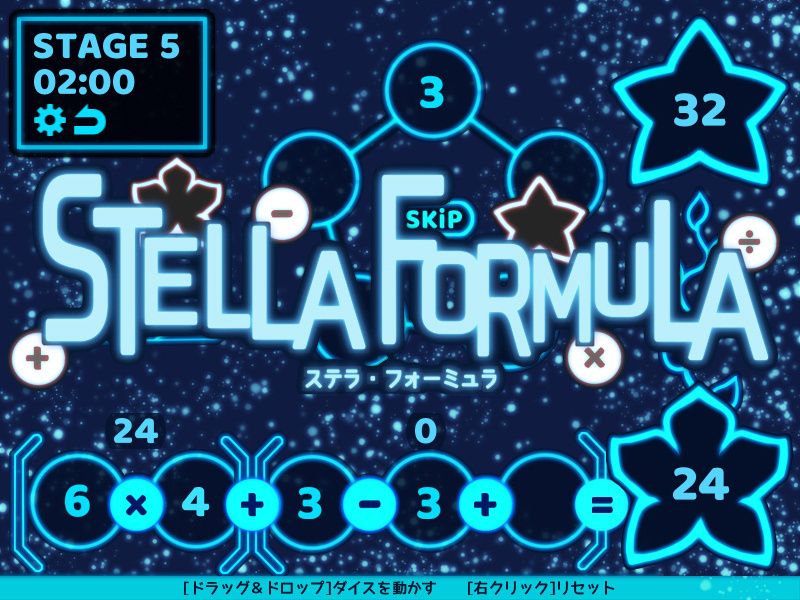 STAGE 5
02:00
3
32
SKiP
STELLA FORMULA
− ÷
+ ×
ステラ・フォーミュラ
24 0
6 × 4 + 3 − 3 + =
24
[ドラッグ&ドロップ]ダイスを動かす [右クリック]リセット